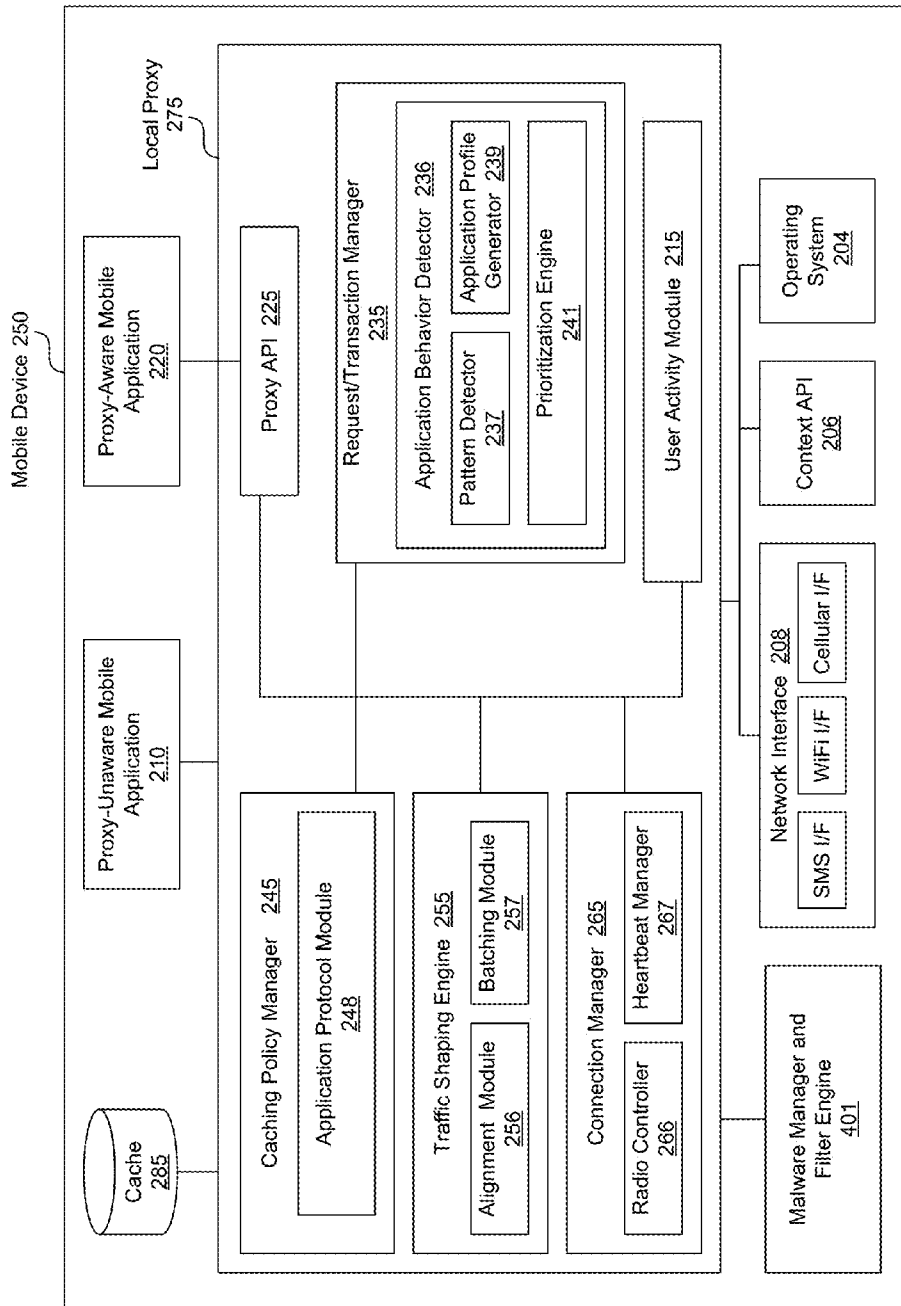 Mobile Device 250
Cache
285
Proxy-Unaware Mobile
Application
210
Proxy-Aware Mobile
Application
220
Local Proxy
275
Caching Policy Manager 245
Application Protocol Module
248
Proxy API 225
Request/Transaction Manager
235
Application Behavior Detector 236
Pattern Detector
237
Application Profile
Generator 239
Prioritization Engine
241
Traffic Shaping Engine 255
Alignment Module
256
Batching Module
257
Connection Manager 265
Radio Controller
266
Heartbeat Manager
267
User Activity Module 215
Malware Manager and
Filter Engine
401
Network Interface 208
SMS I/F
WiFi I/F
Cellular I/F
Context API
206
Operating
System
204